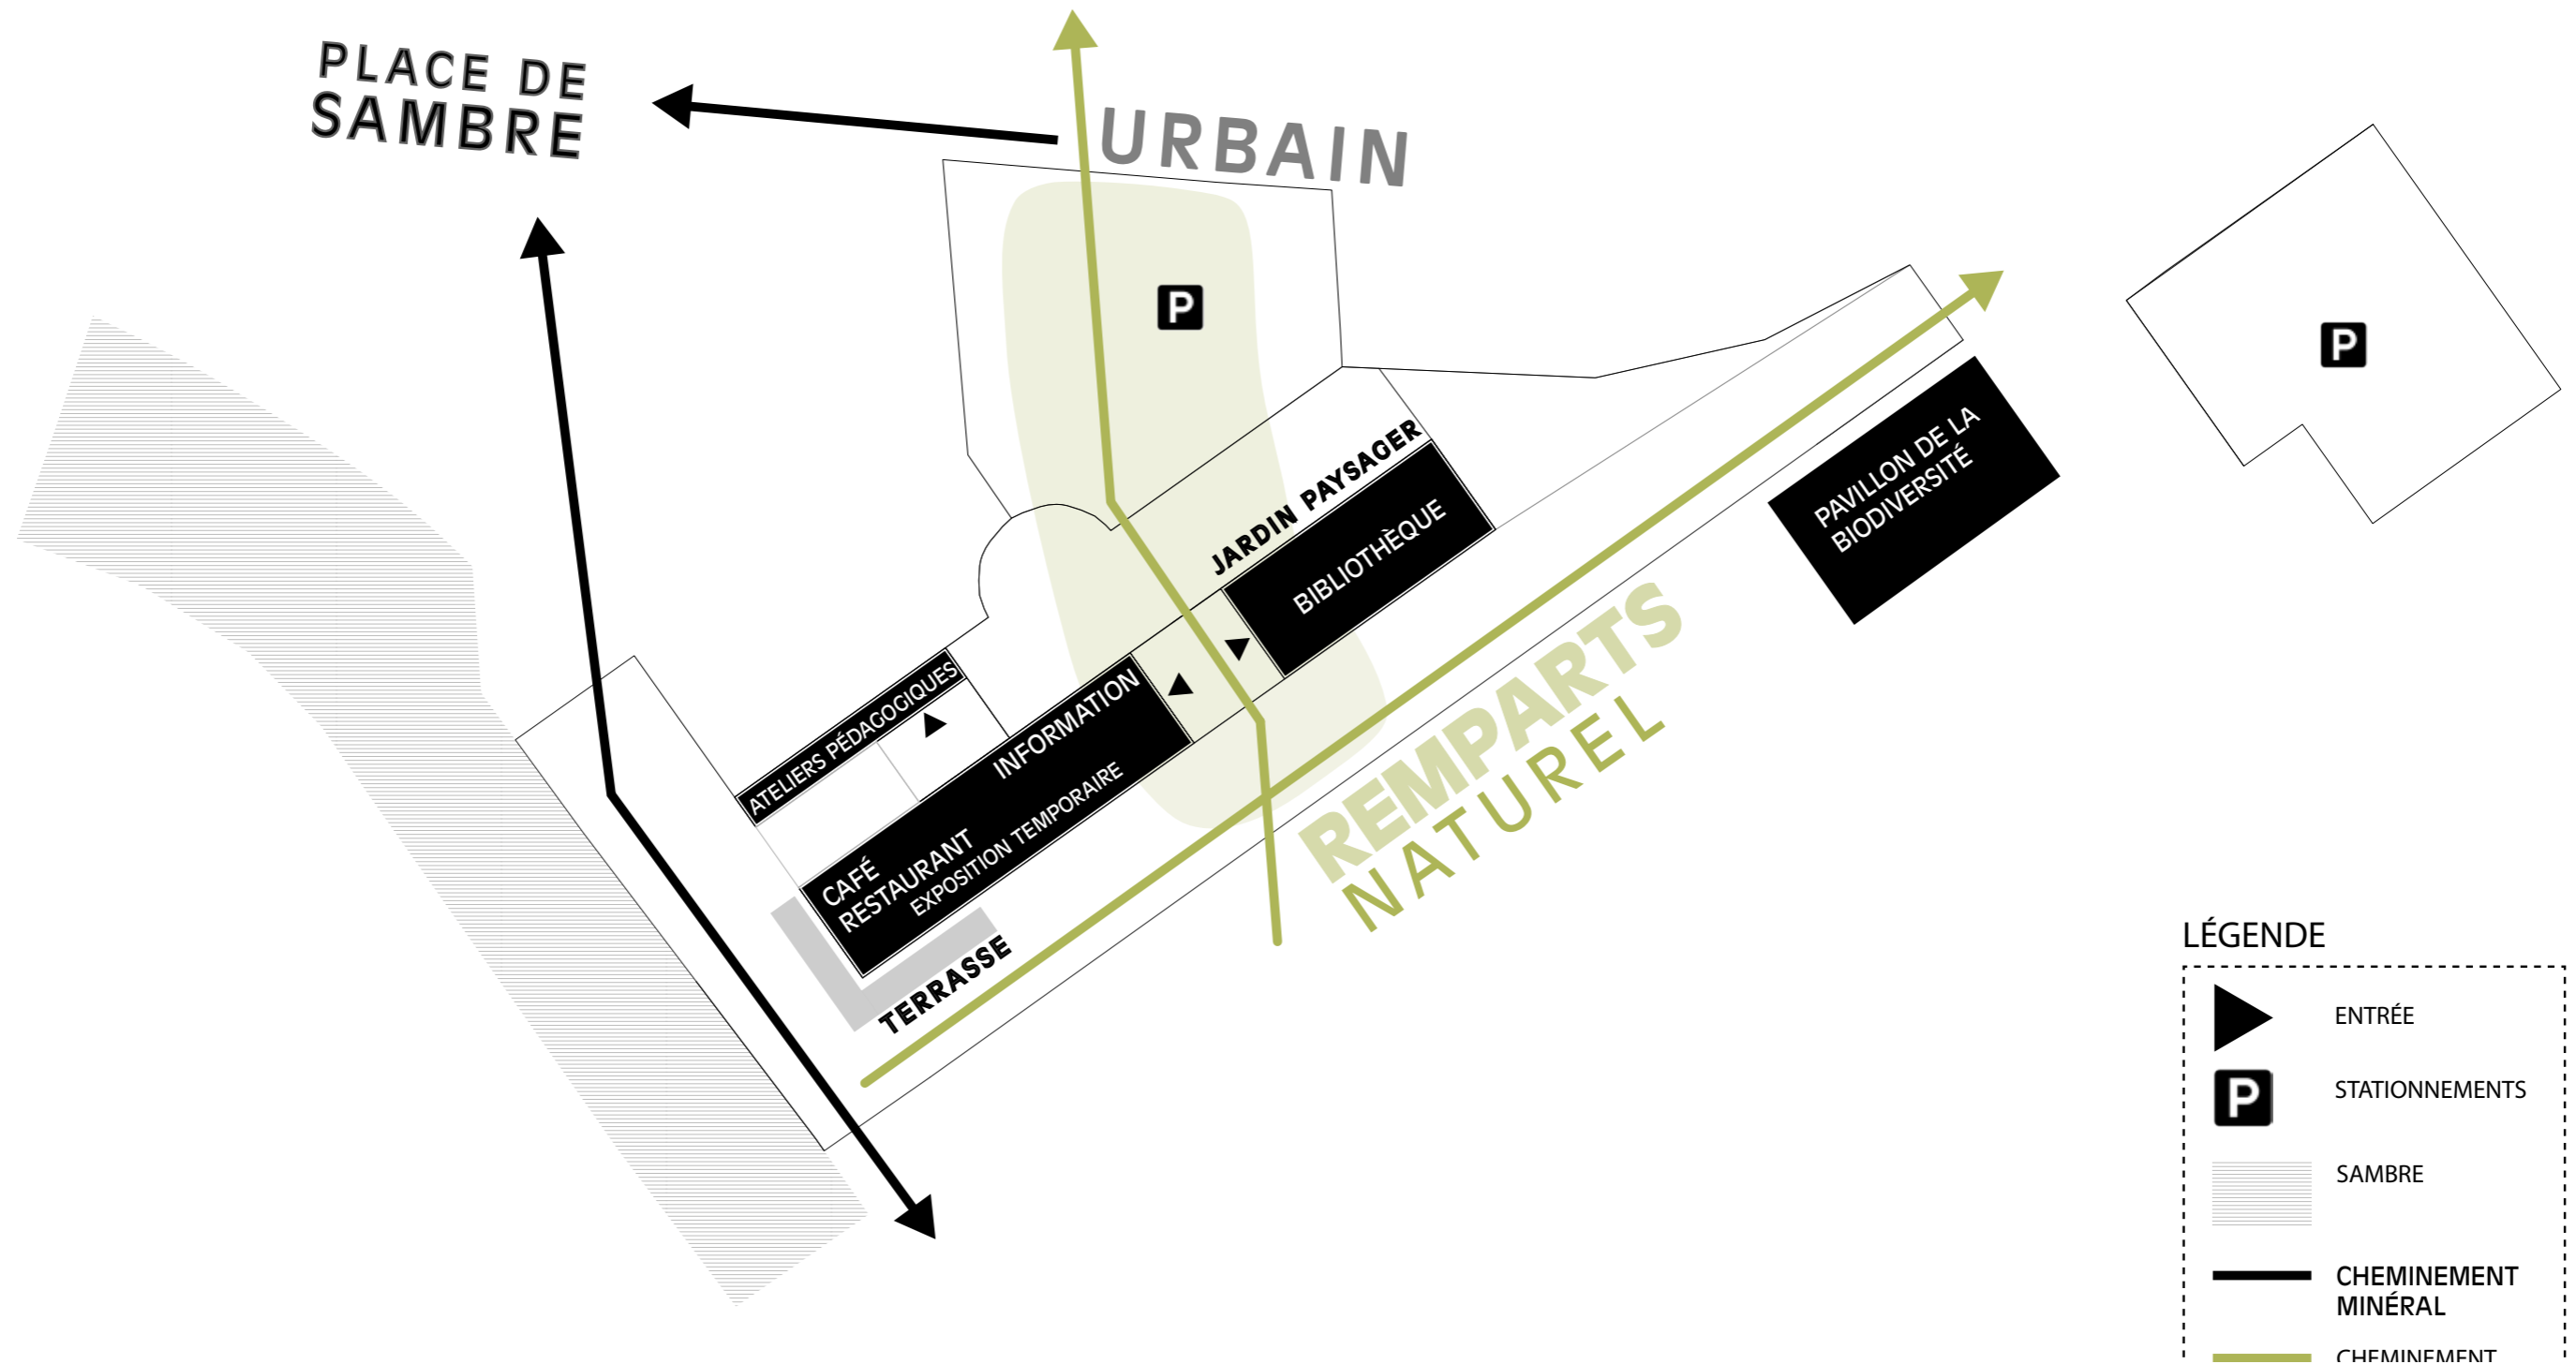 PLACE DE
SAMBRE
URBAIN
P
P
JARDIN PAYSAGER
BIBLIOTHÈQUE
PAVILLON DE LA
BIODIVERSITÉ
ATELIERS PÉDAGOGIQUES
INFORMATION
CAFÉ
RESTAURANT
EXPOSITION TEMPORAIRE
TERRASSE
REMPARTS
NATUREL
LÉGENDE
ENTRÉE
P
STATIONNEMENTS
SAMBRE
CHEMINEMENT
MINÉRAL
CHEMINEMENT